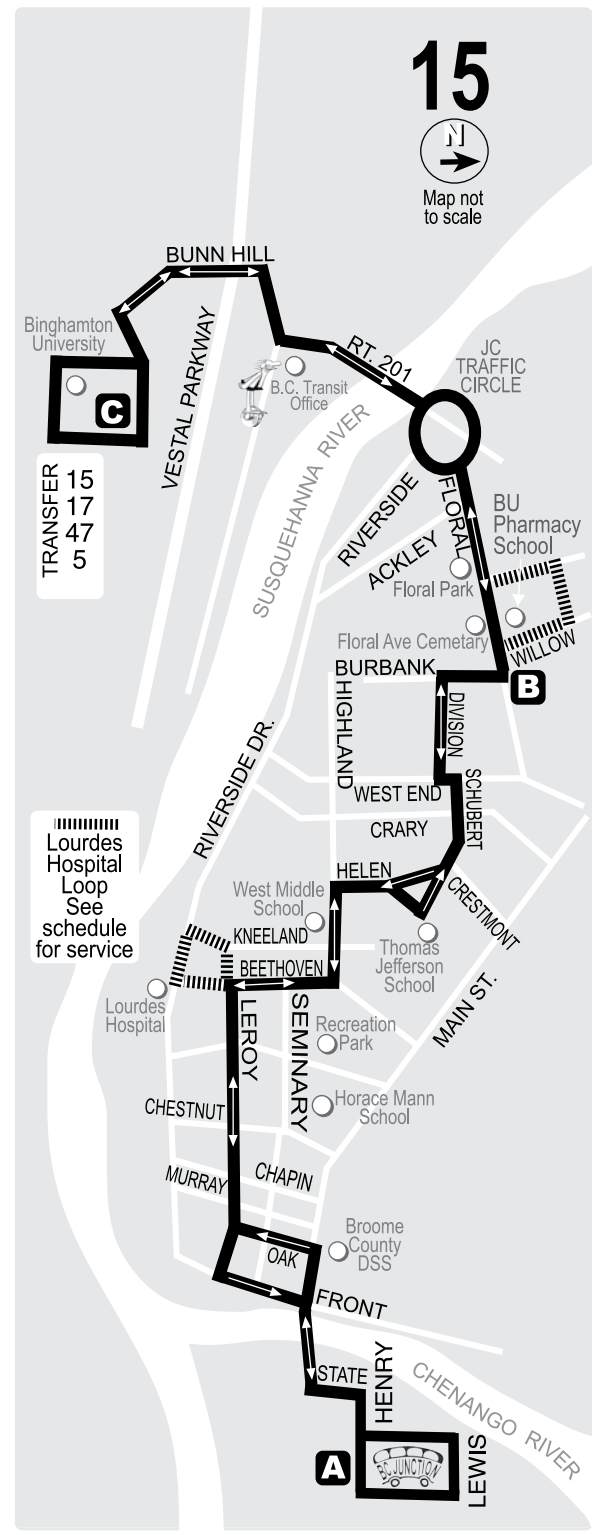 15
N
Map not
to scale
BUNN HILL
Binghamton
University
C
VESTAL PARKWAY
B.C. Transit
Office
RT. 201
JC
TRAFFIC
CIRCLE
TRANSFER
15
17
47
5
SUSQUEHANNA RIVER
RIVERSIDE
ACKLEY
FLORAL
BU
Pharmacy
School
Floral Park
Floral Ave Cemetary
WILLOW
BURBANK
B
HIGHLAND
DIVISION
RIVERSIDE DR.
WEST END
SCHUBERT
CRARY
Lourdes
Hospital
Loop
See
schedule
for service
HELEN
CRESTMONT
West Middle
School
KNEELAND
Thomas
Jefferson
School
BEETHOVEN
MAIN ST.
Lourdes
Hospital
LEROY
SEMINARY
Recreation
Park
Horace Mann
School
CHESTNUT
MURRAY
CHAPIN
Broome
County
DSS
OAK
FRONT
STATE
HENRY
CHENANGO RIVER
A
B.C. JUNCTION
LEWIS